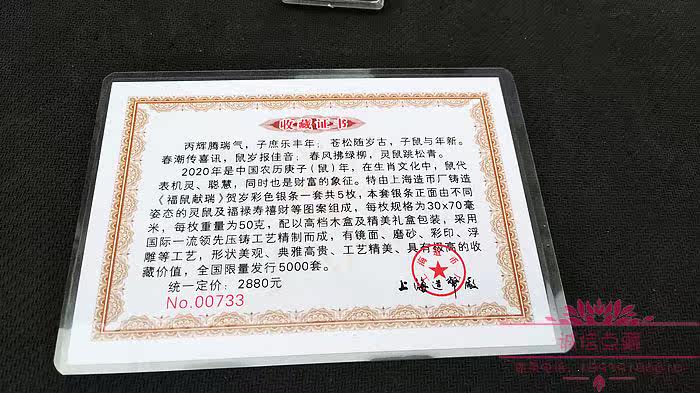 收藏证书
丙辉腾瑞气，子庶乐丰年；苍松随岁古，子鼠与年新。
春潮传喜讯，鼠岁报佳音；春风拂绿柳，灵鼠跳松青。
2020年是中国农历庚子（鼠）年，在生肖文化中，鼠代
表机灵、聪慧，同时也是财富的象征。特由上海造币厂铸造
《福鼠献瑞》贺岁彩色银条一套共5枚，本套银条正面由不同
姿态的灵鼠及福禄寿禧财等图案组成，每枚规格为30x70毫
米，每枚重量为50克，配以高档木盒及精美礼盒包装，采用
国际一流领先压铸工艺精制而成，有镜面、磨砂、彩印、浮
雕等工艺，形状美观、典雅高贵、工艺精美、具有极高的收
藏价值，全国限量发行5000套。
统一定价：2880元
上海造币厂
No.00733
诚信点藏